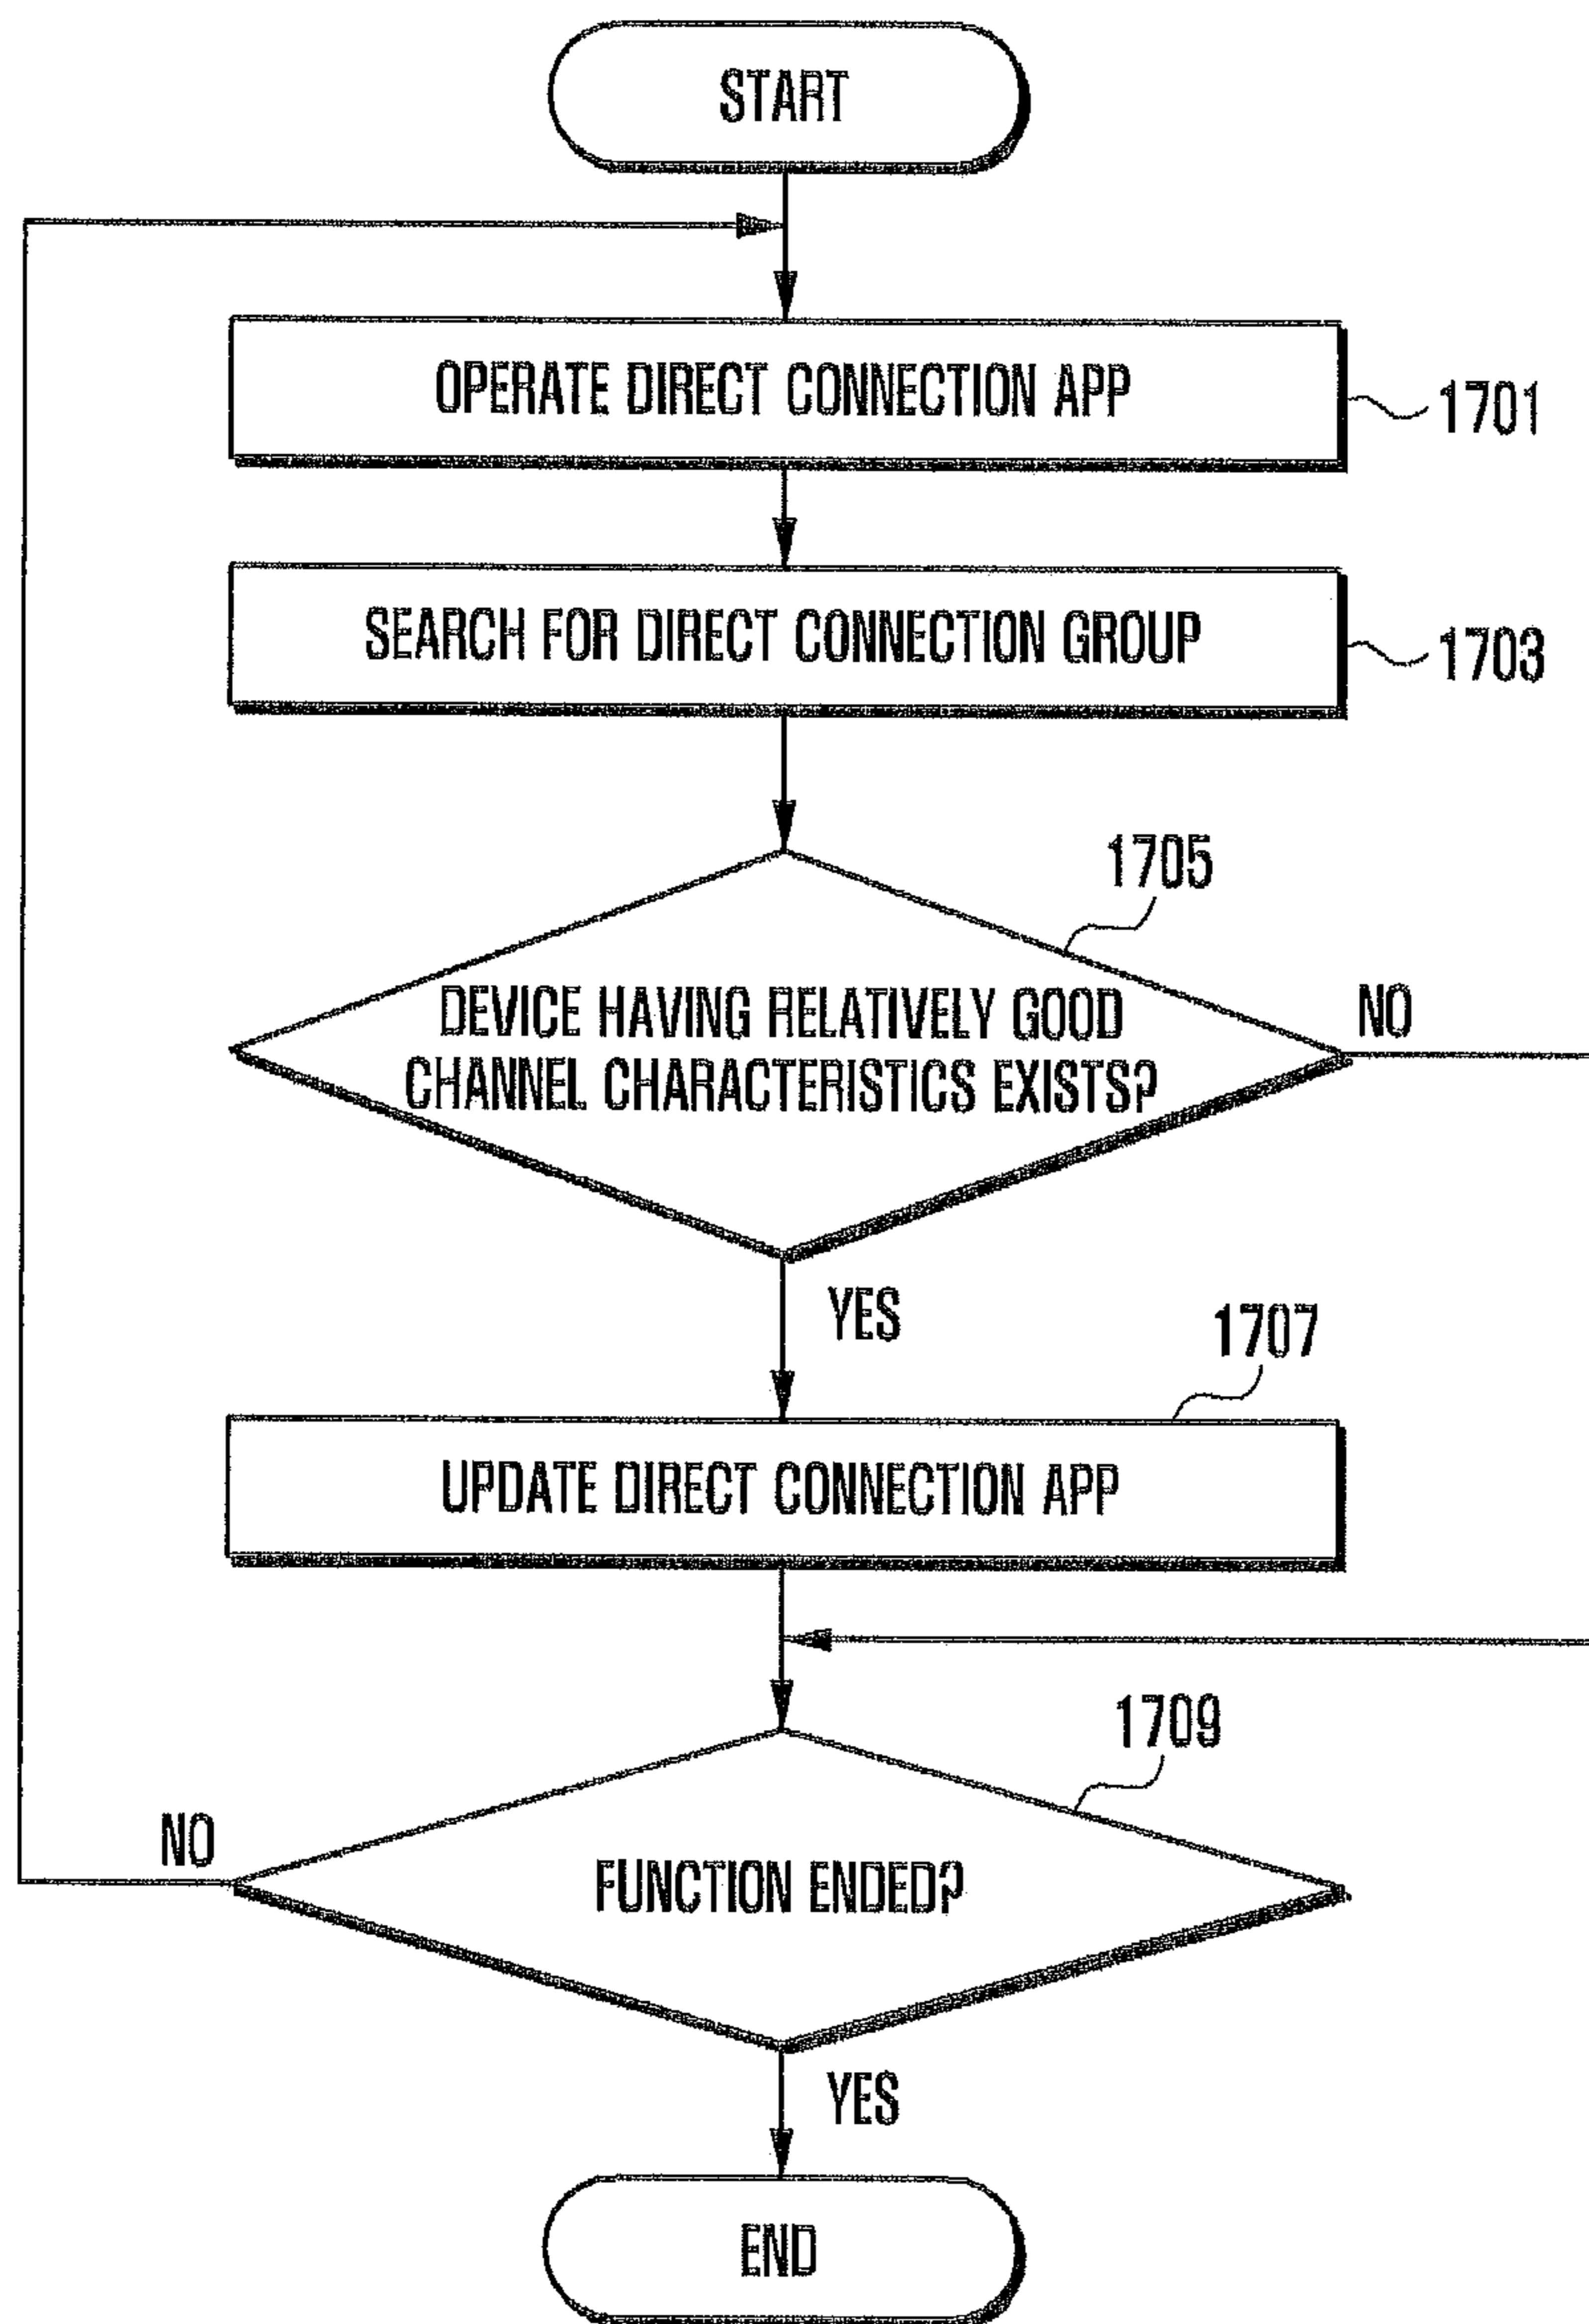 START
OPERATE DIRECT CONNECTION APP
1701
SEARCH FOR DIRECT CONNECTION GROUP
1703
1705
DEVICE HAVING RELATIVELY GOOD
CHANNEL CHARACTERISTICS EXISTS?
NO
YES
1707
UPDATE DIRECT CONNECTION APP
1709
NO
FUNCTION ENDED?
YES
END